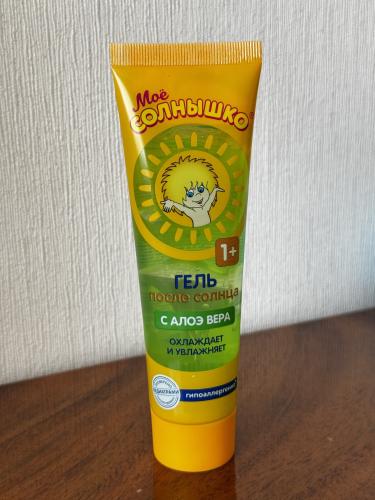 Моё
СОЛНЫШКО
1+
ГЕЛЬ
после солнца
С АЛОЭ ВЕРА
ОХЛАЖДАЕТ
И УВЛАЖНЯЕТ
гипоаллергенно